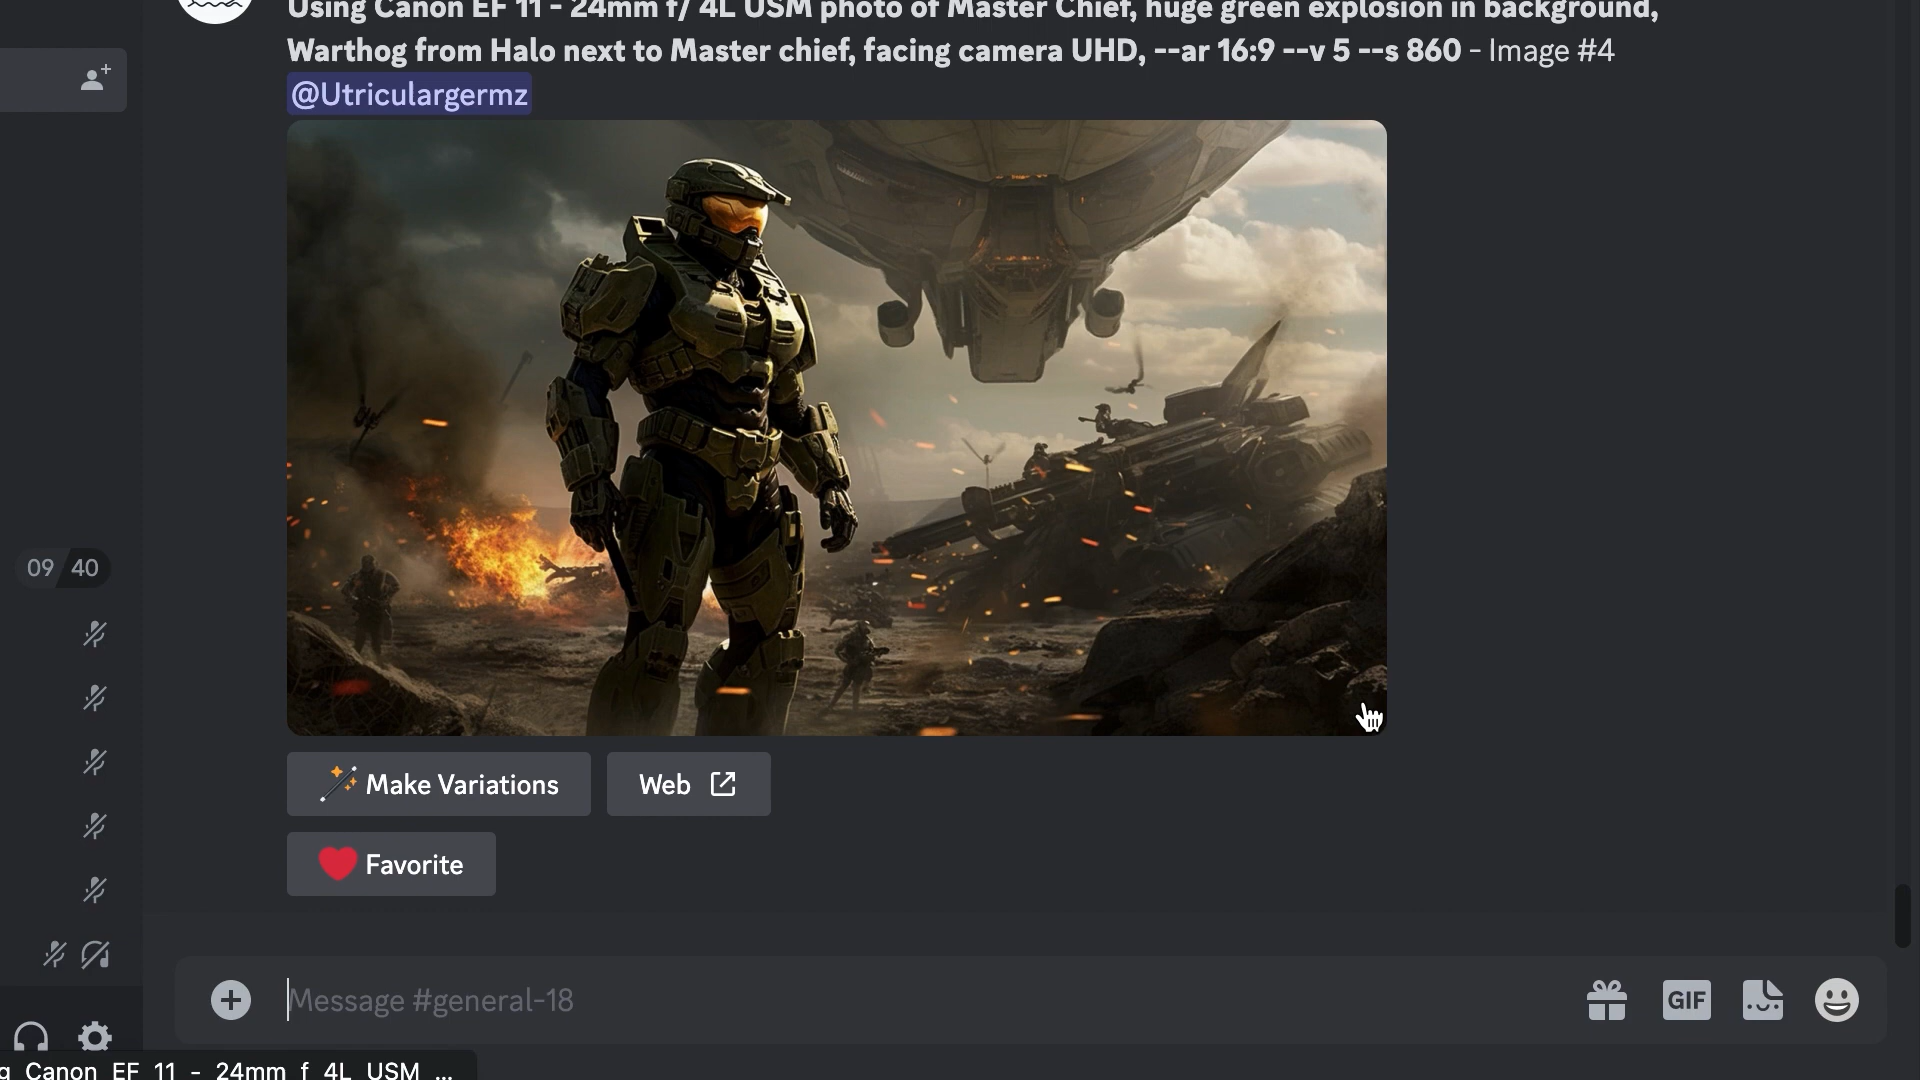 Using Canon EF 11 - 24mm f/ 4L USM photo of Master Chief, huge green explosion in background,
Warthog from Halo next to Master chief, facing camera UHD, --ar 16:9 --v 5 --s 860 - Image #4
@Utriculargermz
09 40
Make Variations
Web
Favorite
Message #general-18
GIF
g Canon EF 11 - 24mm f 4L USM ...